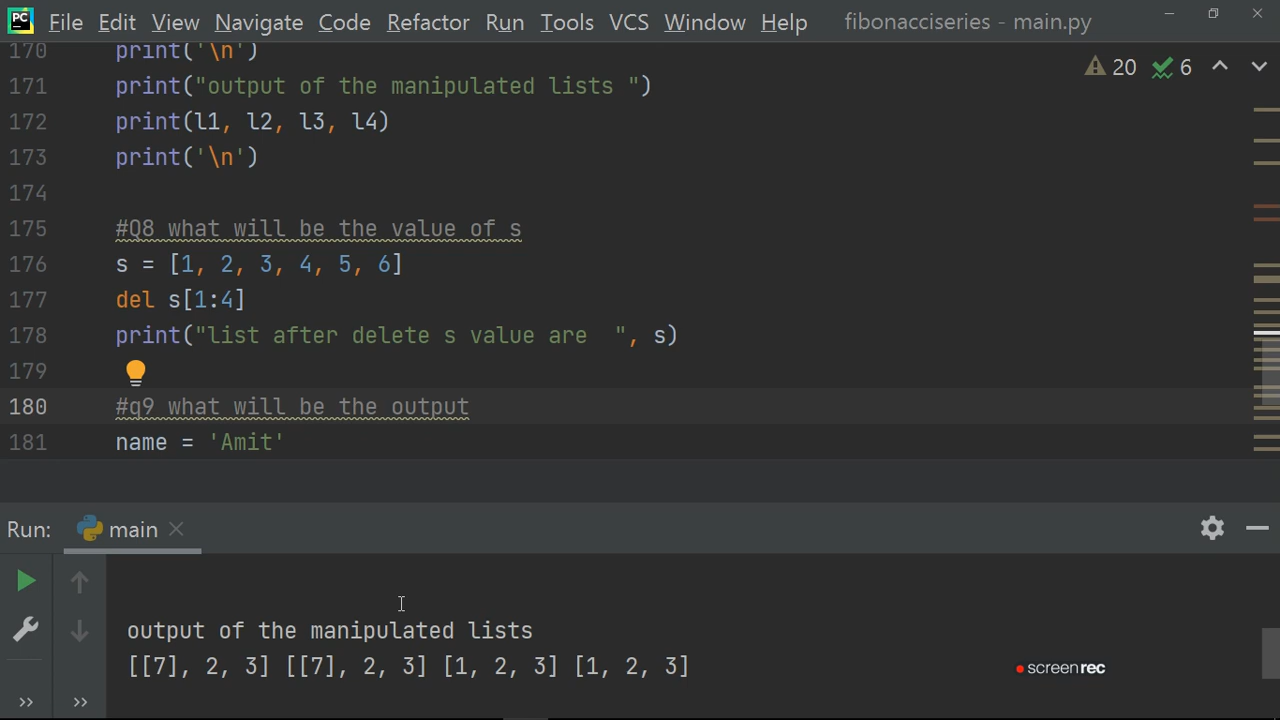 PC File Edit View Navigate Code Refactor Run Tools VCS Window Help fibonacciseries - main.py
170 print('\n')
20 6
171 print("output of the manipulated lists ")
172 print(l1, l2, l3, l4)
173 print('\n')
174
175 #Q8 what will be the value of s
176 s = [1, 2, 3, 4, 5, 6]
177 del s[1:4]
178 print("list after delete s value are  ", s)
179
180 #q9 what will be the output
181 name = 'Amit'
Run: main
output of the manipulated lists
[[7], 2, 3] [[7], 2, 3] [1, 2, 3] [1, 2, 3]
screenrec